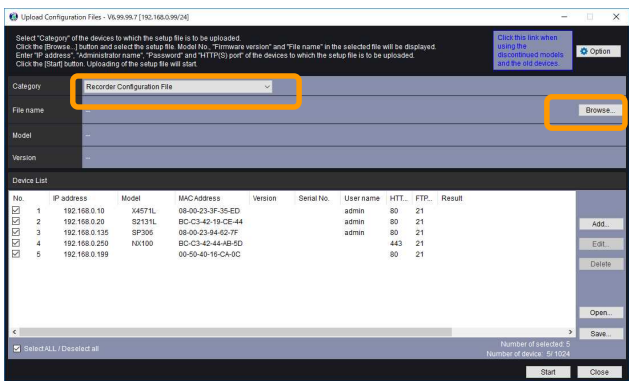 Upload Configuration Files - V6.99.99.7 [192.168.0.99/24]
Select "Category" of the devices to which the setup file is to be uploaded.
Click the [Browse...] button and select the setup file. Model No., "Firmware version" and "File name" in the selected file will be displayed.
Enter "IP address", "Administrator name", "Password" and "HTTP(S) port" of the devices to which the setup file is to be uploaded.
Click the [Start] button. Uploading of the setup file will start.
Click this link when
using the
discontinued models
and the old devices.
Option
Category Recorder Configuration File
File name -- Browse...
Model --
Version --
Device List
No. IP address Model MAC Address Version Serial No. User name HTT... FTP... Result
1 192.168.0.10 X4571L 08-00-23-3F-35-ED admin 80 21
2 192.168.0.20 S2131L BC-C3-42-19-CE-44 admin 80 21
3 192.168.0.135 SP306 08-00-23-94-62-7F admin 80 21
4 192.168.0.250 NX100 BC-C3-42-44-AB-5D 443 21
5 192.168.0.199 00-50-40-16-CA-0C 80 21
Add...
Edit...
Delete
Open...
Save...
Select ALL / Deselect all
Number of selected: 5
Number of device: 5/1024
Start Close